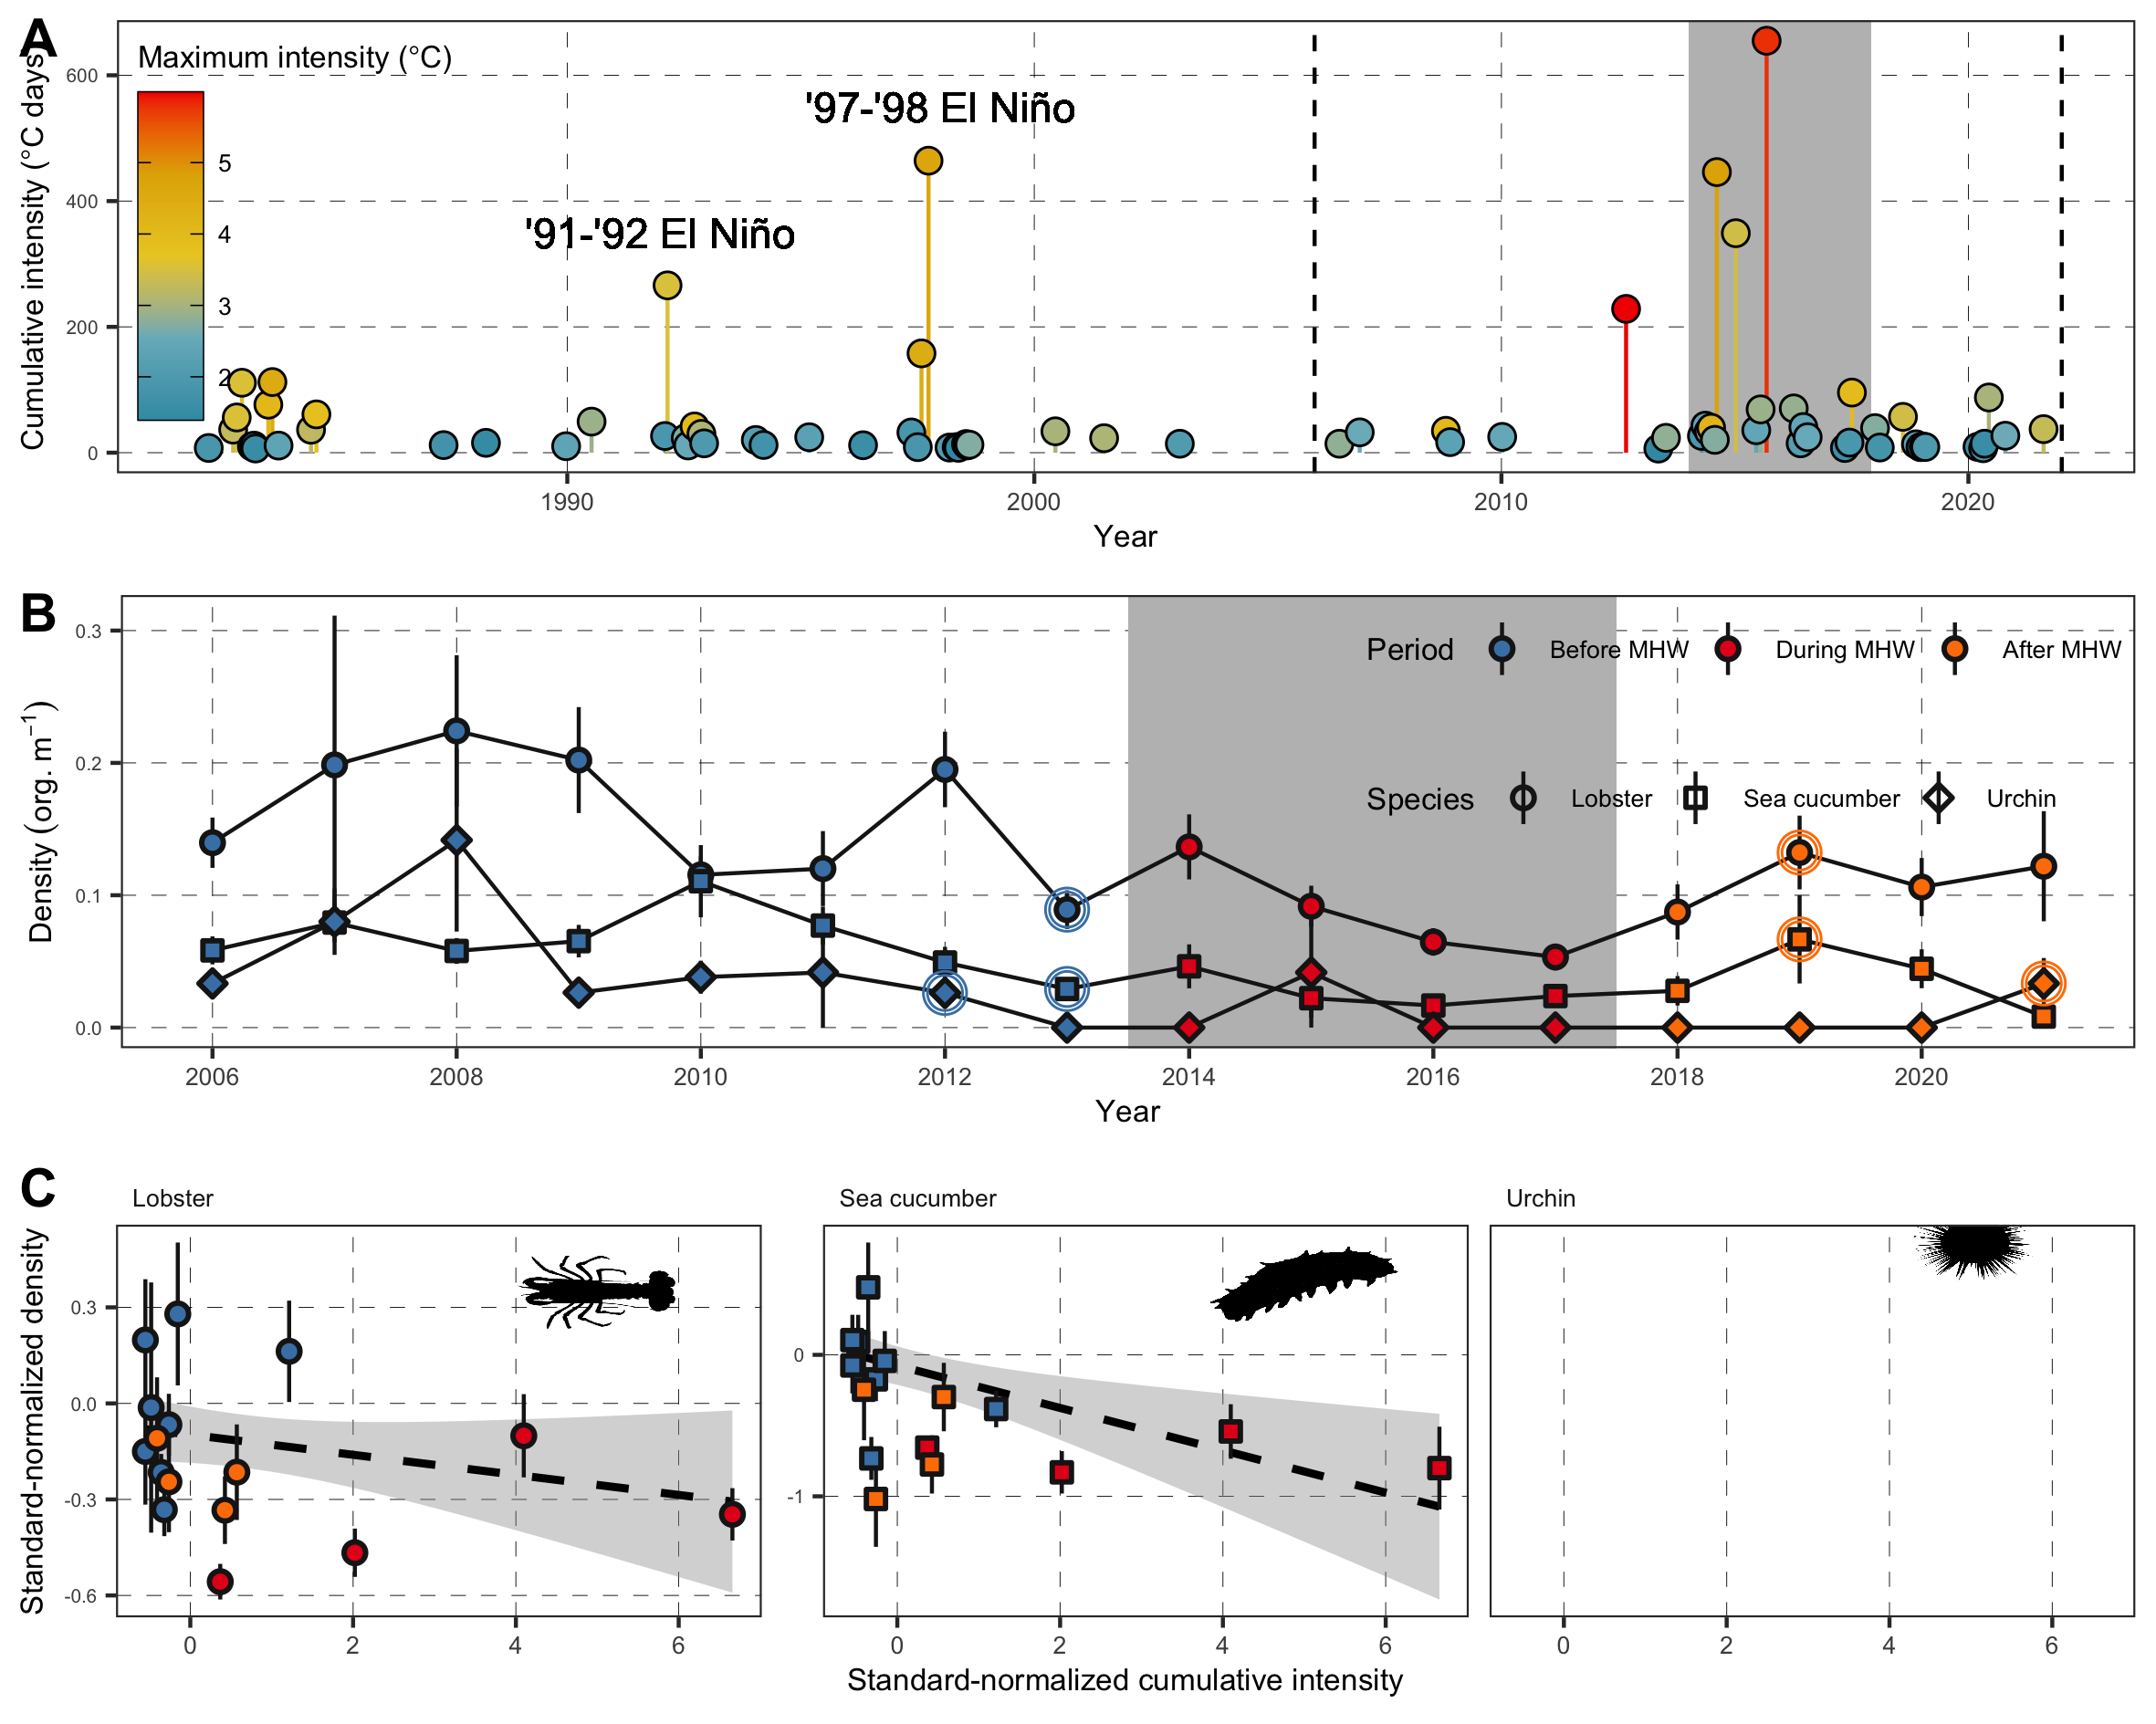 A
Maximum intensity (°C)
5
4
3
2
'97-'98 El Niño
'91-'92 El Niño
Cumulative intensity (°C days)
600
400
200
0
1990 2000 2010 2020
Year
B
Period Before MHW During MHW After MHW
Species Lobster Sea cucumber Urchin
Density (org. m⁻¹)
0.3
0.2
0.1
0.0
2006 2008 2010 2012 2014 2016 2018 2020
Year
C
Lobster Sea cucumber Urchin
Standard-normalized density
0.3
0.0
-0.3
-0.6
0
-1
0 2 4 6 0 2 4 6 0 2 4 6
Standard-normalized cumulative intensity